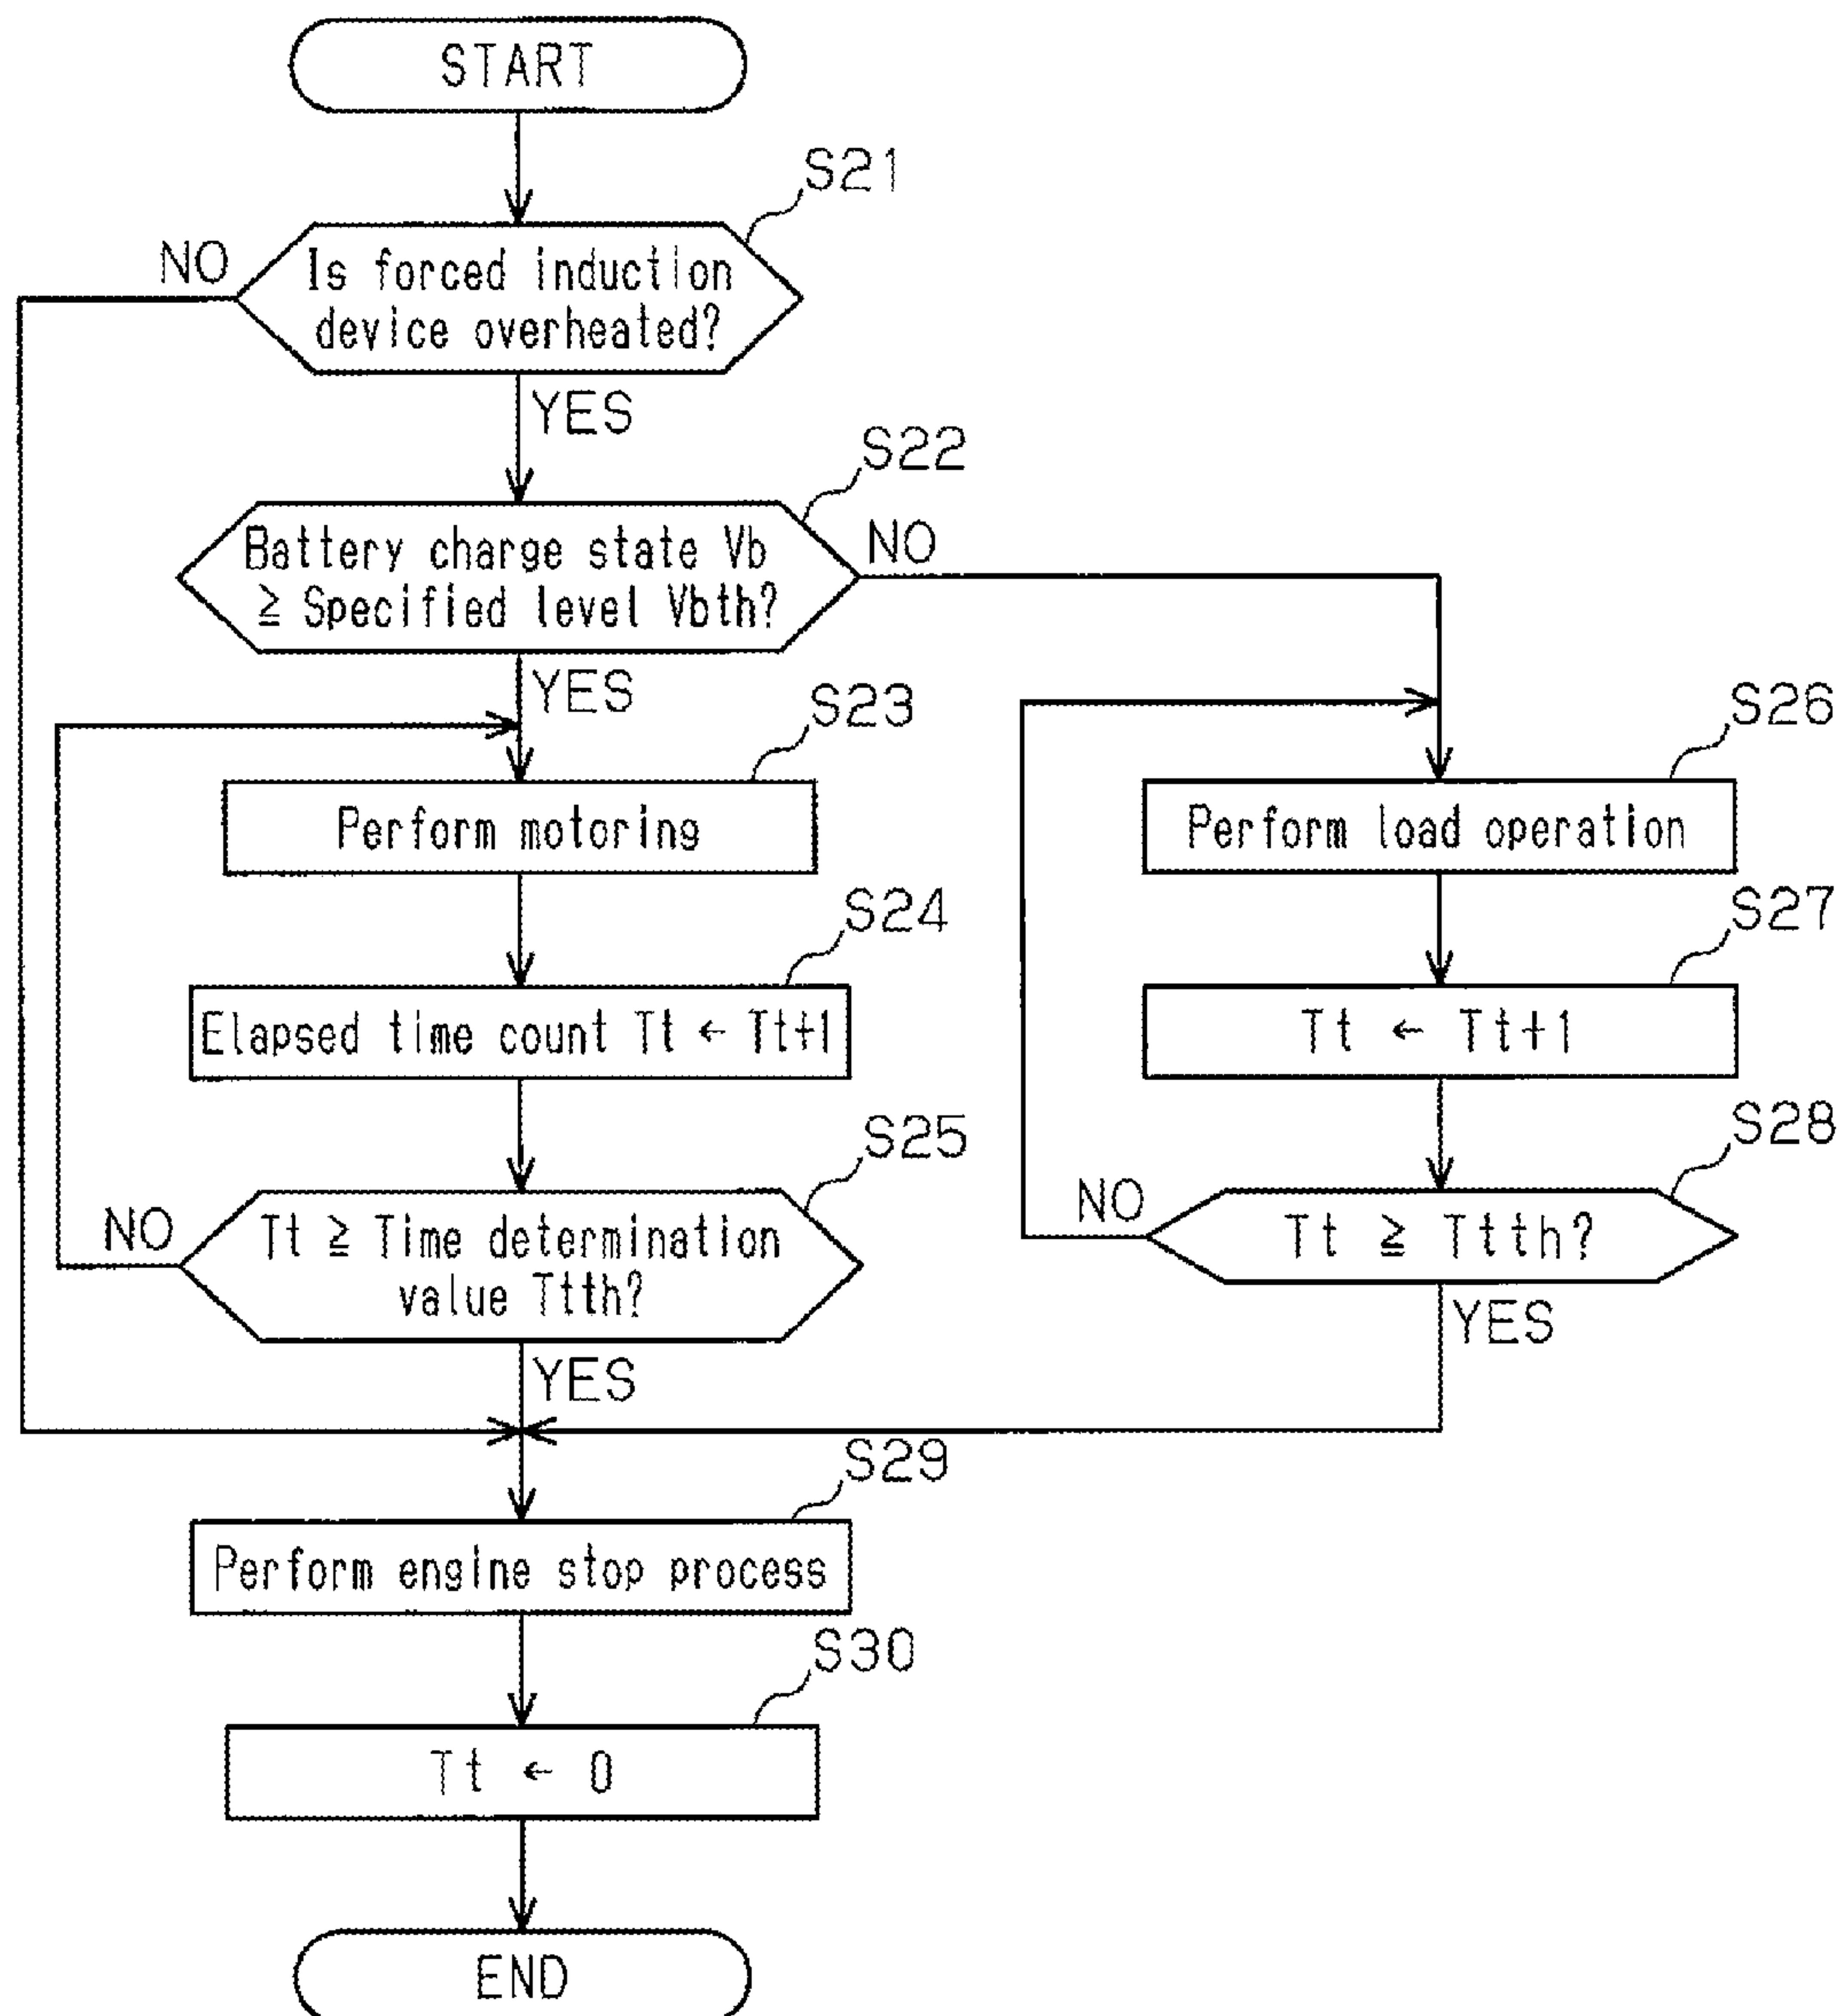 START
S21
NO
Is forced induction
device overheated?
YES
S22
Battery charge state Vb
≧ Specified level Vbth?
NO
YES
S23
Perform motoring
S24
Elapsed time count Tt ← Tt+1
S25
NO
Tt ≧ Time determination
value Ttth?
YES
S26
Perform load operation
S27
Tt ← Tt+1
S28
NO
Tt ≧ Ttth?
YES
S29
Perform engine stop process
S30
Tt ← 0
END